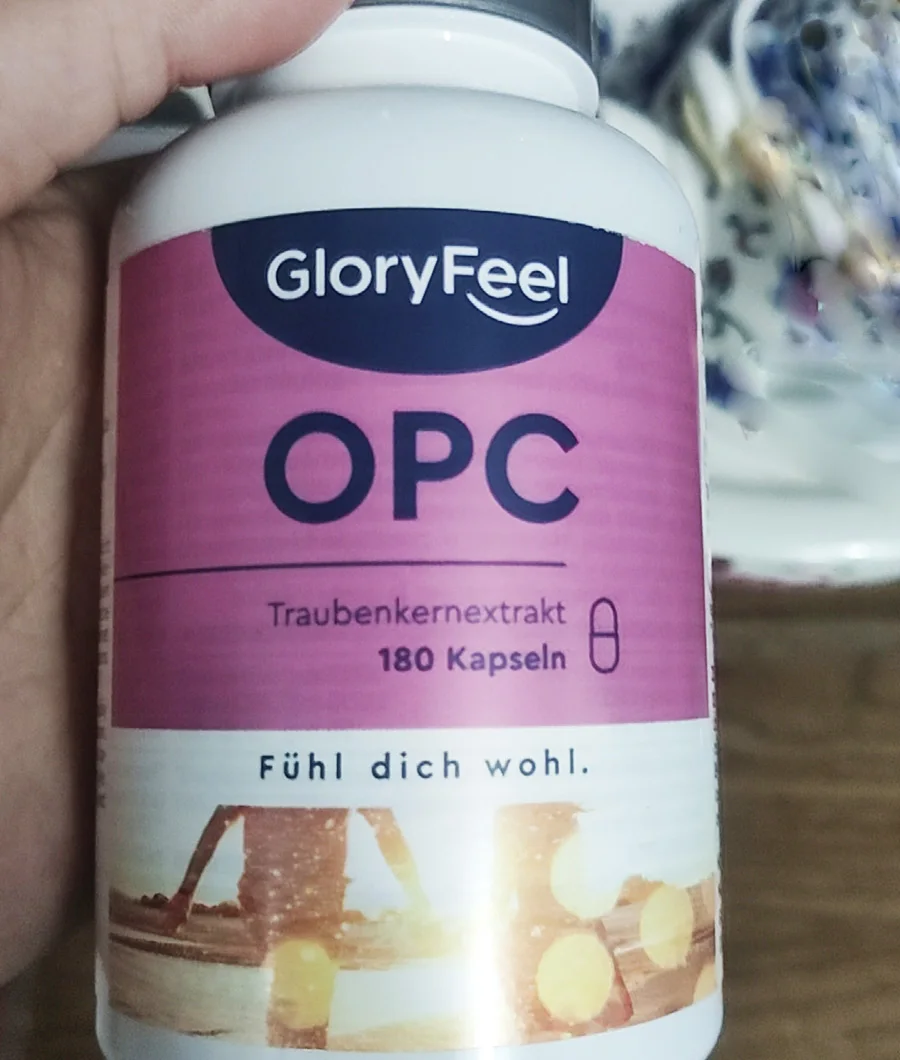 GloryFeel
OPC
Traubenkernextrakt
180 Kapseln
Fühl dich wohl.